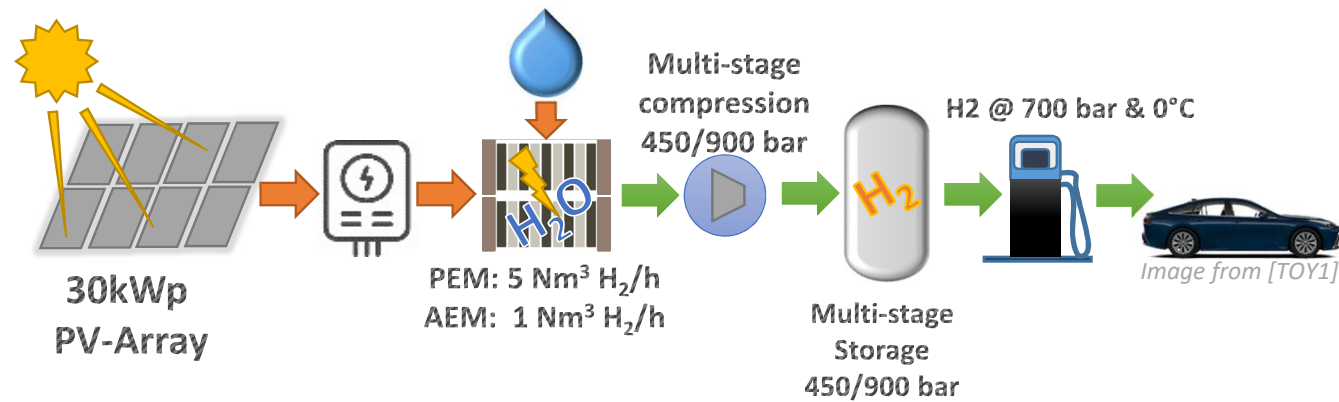 30kWp
PV-Array
H₂O
PEM: 5 Nm³ H₂/h
AEM: 1 Nm³ H₂/h
Multi-stage
compression
450/900 bar
H₂
Multi-stage
Storage
450/900 bar
H2 @ 700 bar & 0°C
Image from [TOY1]